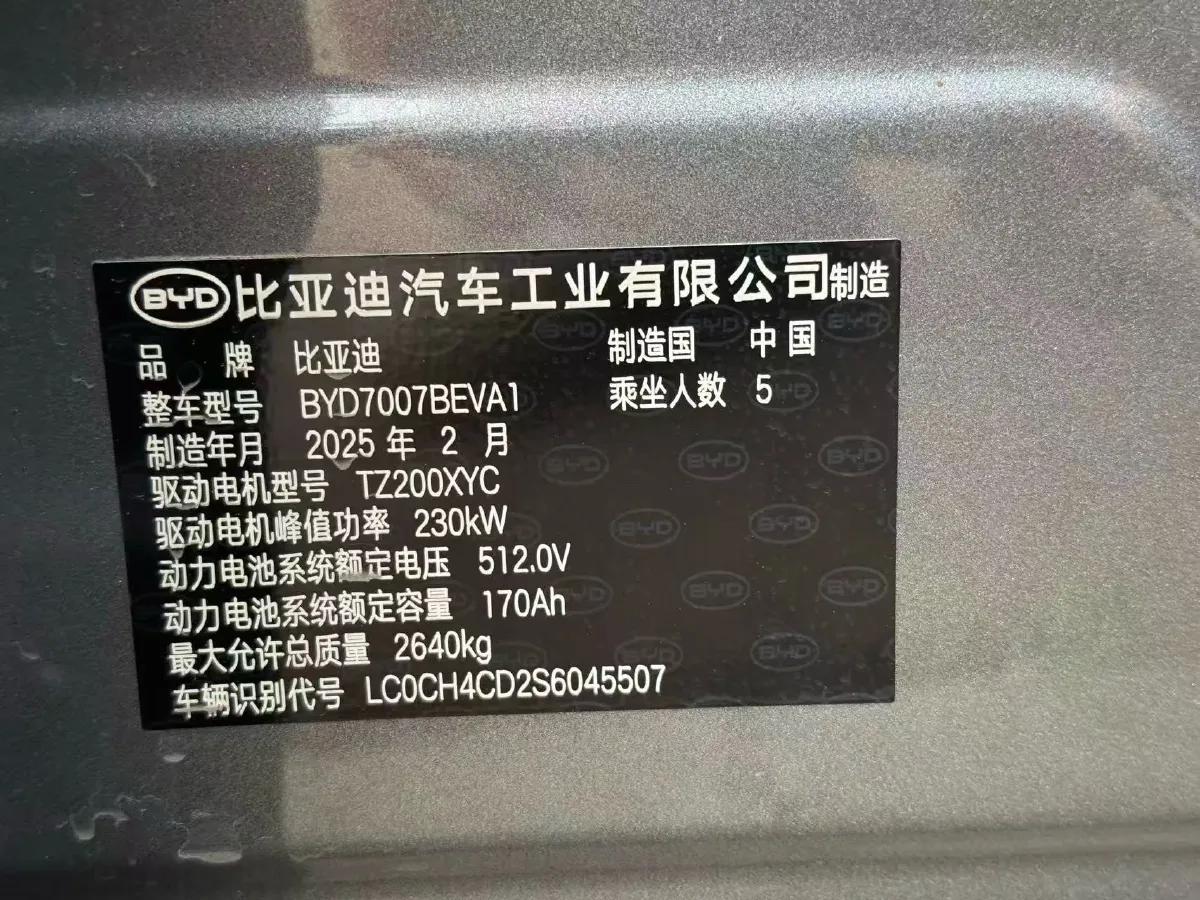 BYD 比亚迪汽车工业有限公司制造
品 牌 比亚迪 制造国 中国
整车型号 BYD7007BEVA1 乘坐人数 5
制造年月 2025 年 2 月
驱动电机型号 TZ200XYC
驱动电机峰值功率 230kW
动力电池系统额定电压 512.0V
动力电池系统额定容量 170Ah
最大允许总质量 2640kg
车辆识别代号 LC0CH4CD2S6045507